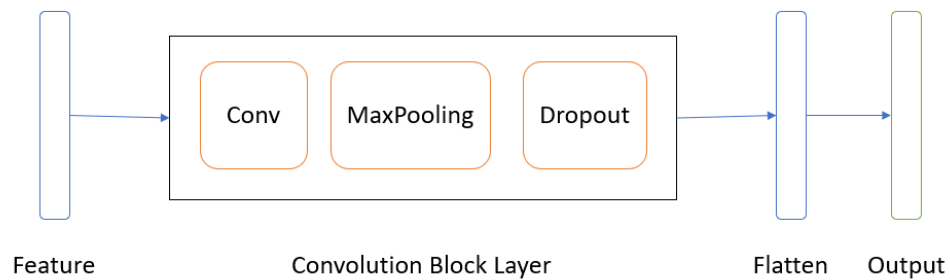 Conv
MaxPooling
Dropout
Feature
Convolution Block Layer
Flatten
Output